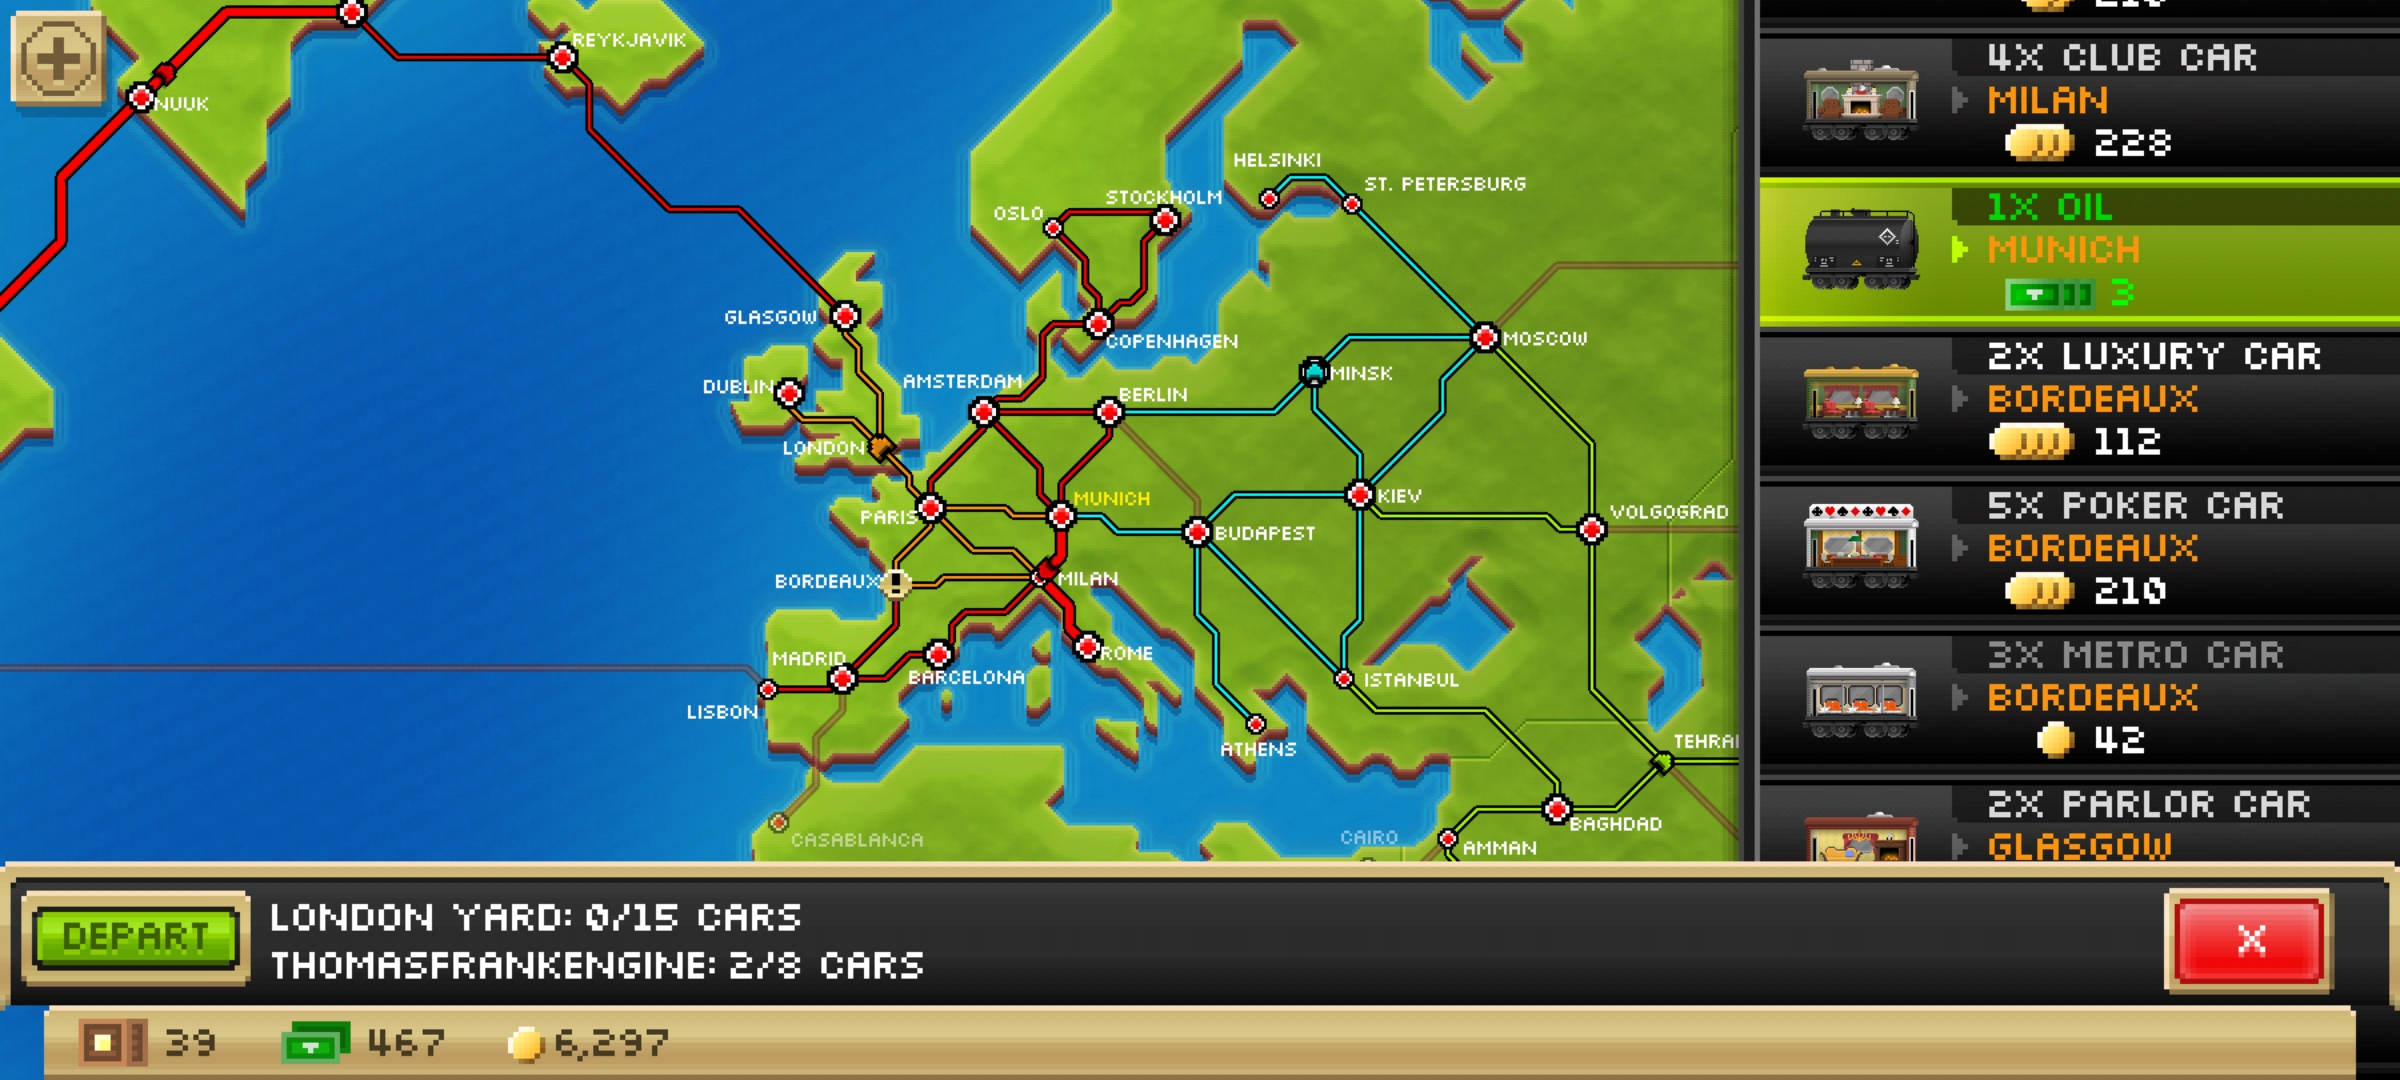 REYKJAVIK
NUUK
HELSINKI
ST. PETERSBURG
STOCKHOLM
OSLO
GLASGOW
COPENHAGEN
MOSCOW
DUBLIN
AMSTERDAM
BERLIN
MINSK
LONDON
MUNICH
KIEV
PARIS
BUDAPEST
VOLGOGRAD
BORDEAUX
MILAN
MADRID
ROME
BARCELONA
ISTANBUL
LISBON
ATHENS
TEHRA
CASABLANCA
CAIRO
BAGHDAD
AMMAN
4X CLUB CAR
MILAN
228
1X OIL
MUNICH
3
2X LUXURY CAR
BORDEAUX
112
5X POKER CAR
BORDEAUX
210
3X METRO CAR
BORDEAUX
42
2X PARLOR CAR
GLASGOW
DEPART
LONDON YARD: 0/15 CARS
THOMASFRANKENGINE: 2/8 CARS
X
39
467
6,297